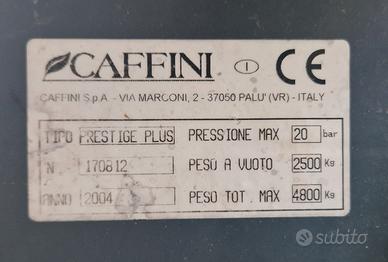 CAFFINI I CE
CAFFINI S.p.A. - VIA MARCONI, 2 - 37050 PALU' (VR) - ITALY
TIPO PRESTIGE PLUS PRESSIONE MAX 20 bar
N. 170812 PESO A VUOTO 2500 Kg
ANNO 2004 PESO TOT. MAX 4800 Kg
subito